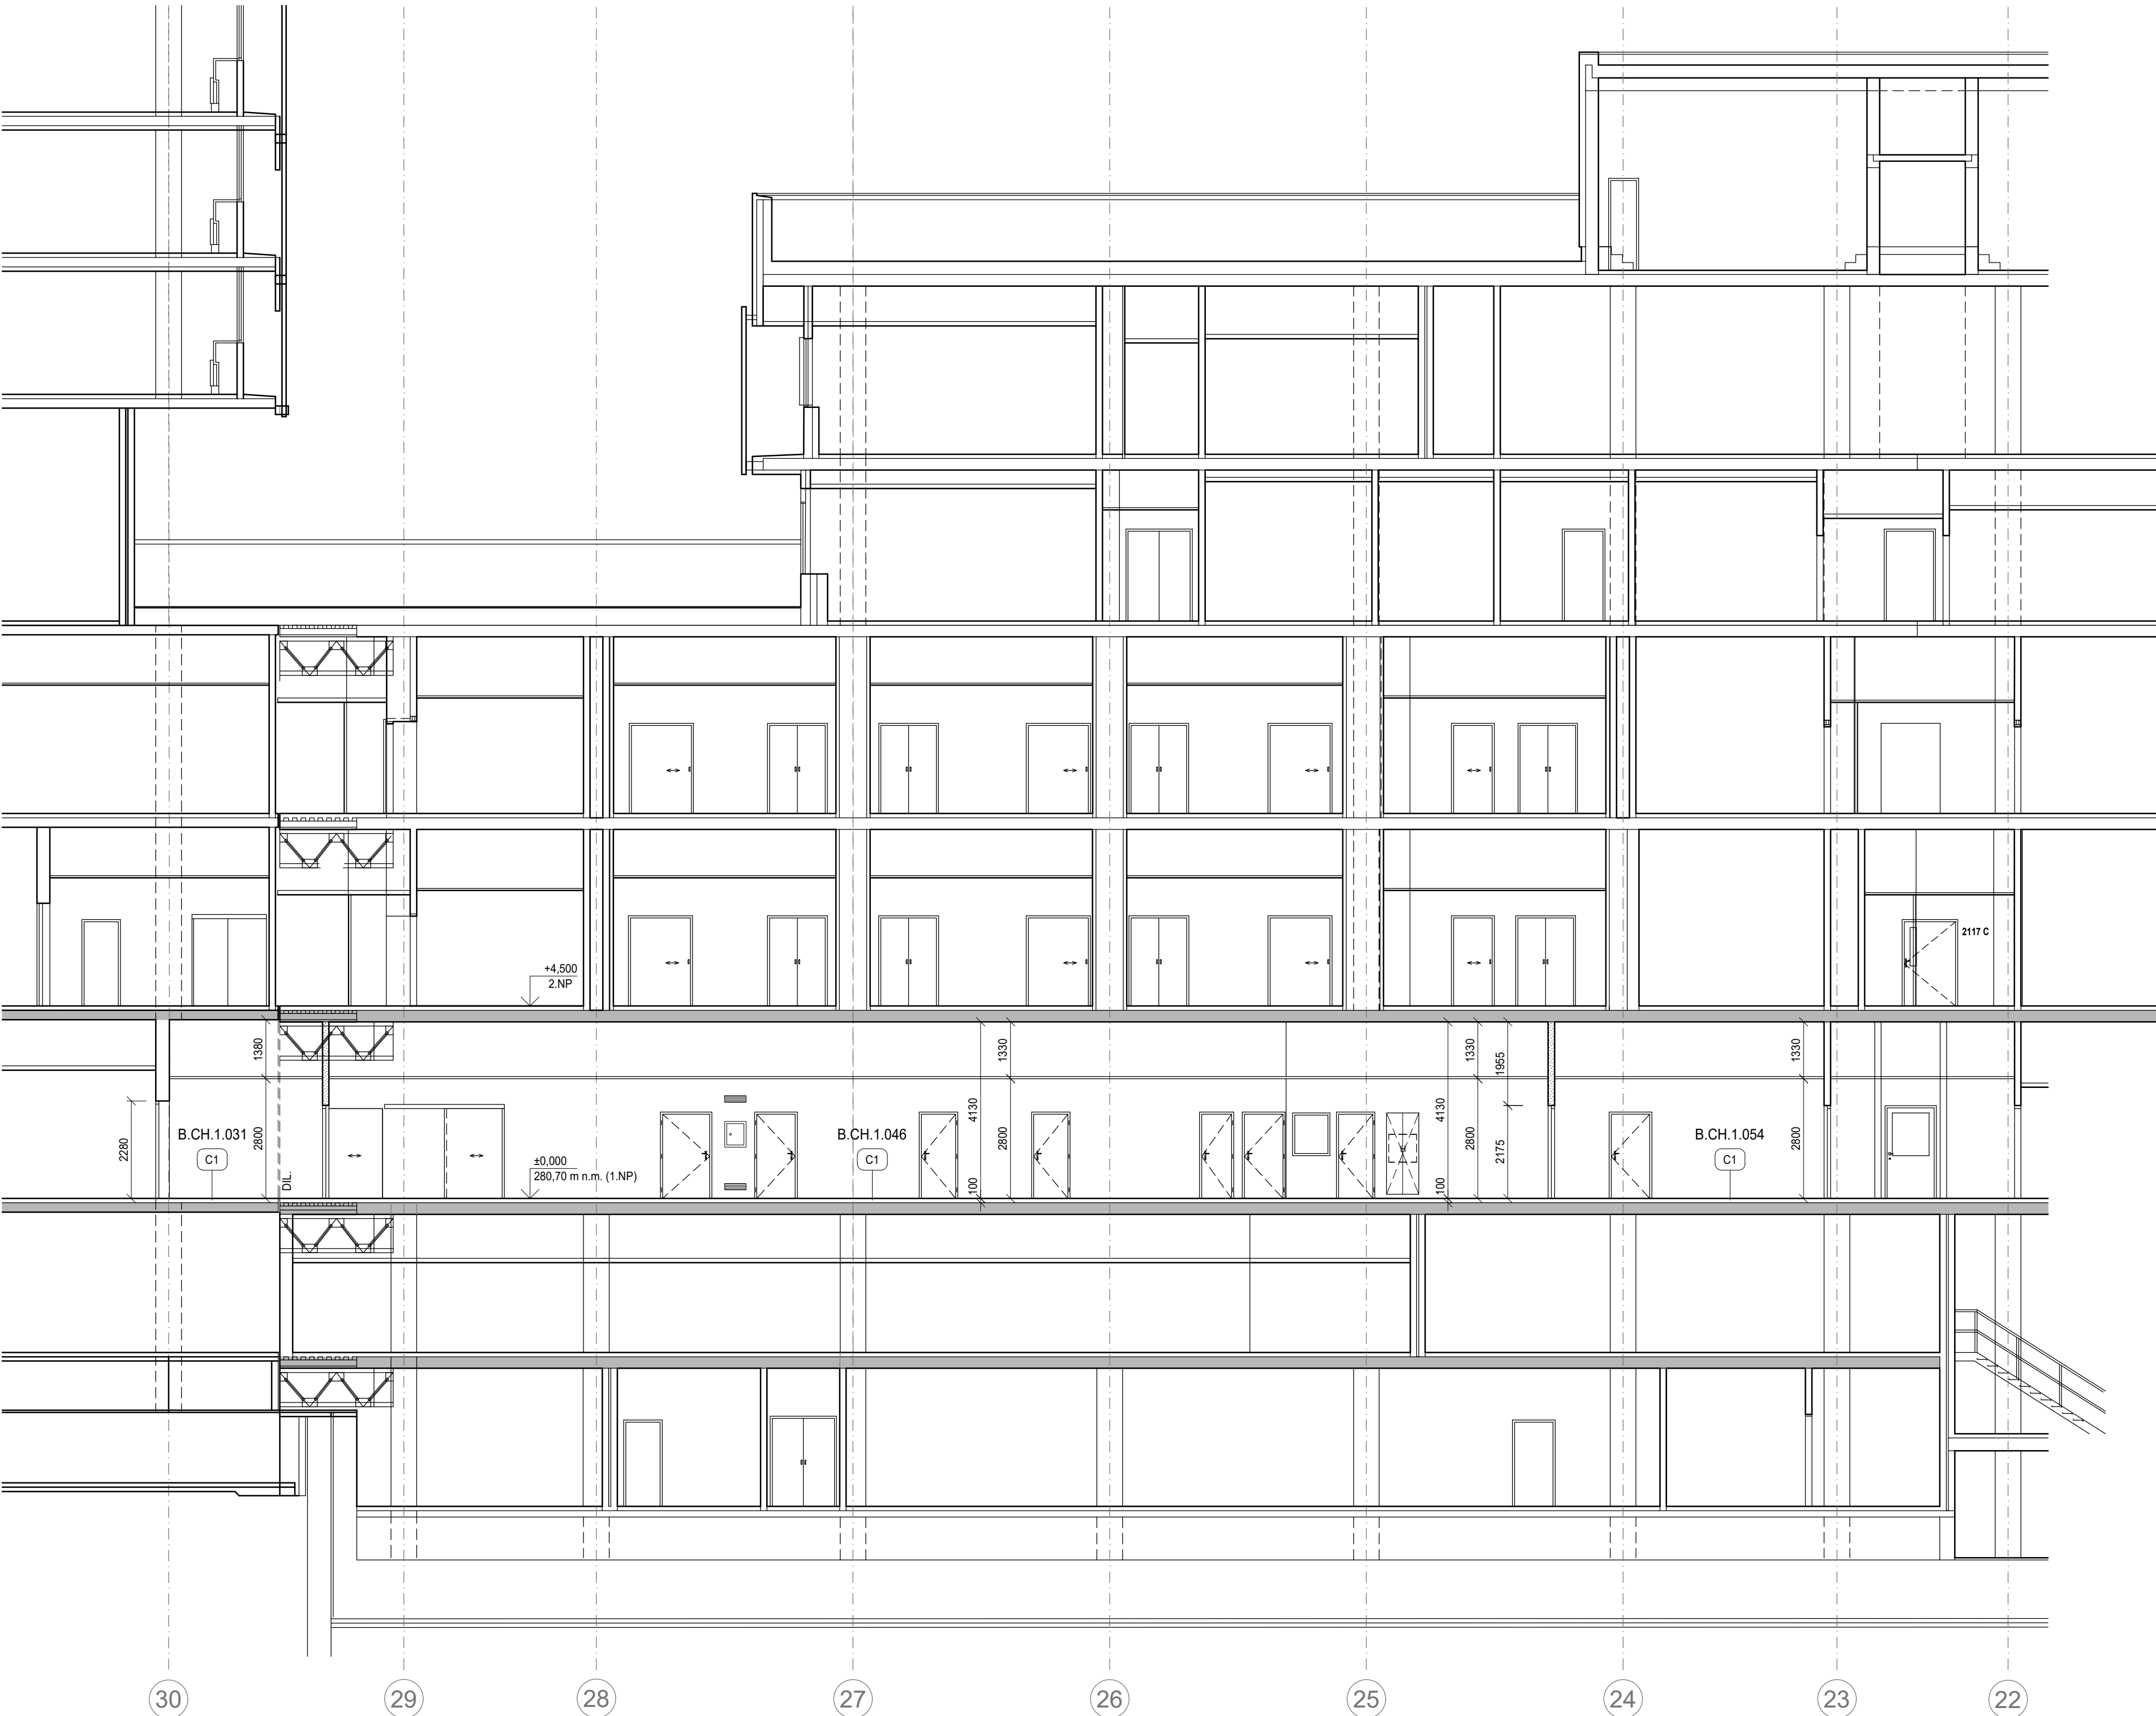 2117 C
+4,500
2.NP
1380
1330
1330
1955
1330
2280
B.CH.1.031
C1
2800
DIL.
±0,000
280,70 m n.m. (1.NP)
B.CH.1.046
C1
4130
100
2800
4130
100
2800
2175
B.CH.1.054
C1
2800
30
29
28
27
26
25
24
23
22